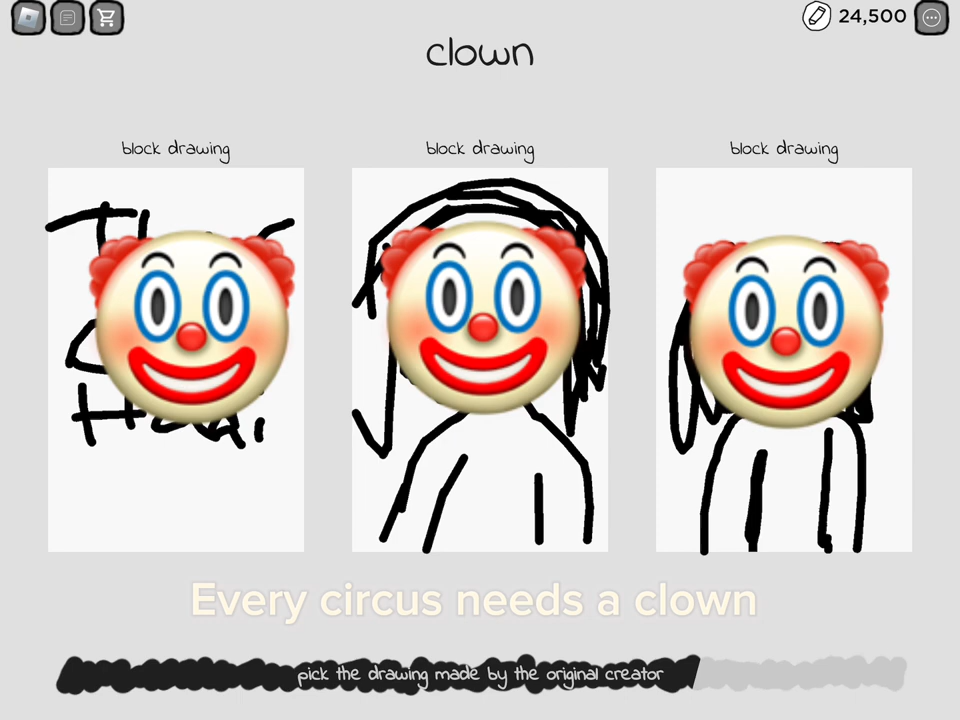 24,500
clown
block drawing
block drawing
block drawing
Every circus needs a clown
pick the drawing made by the original creator